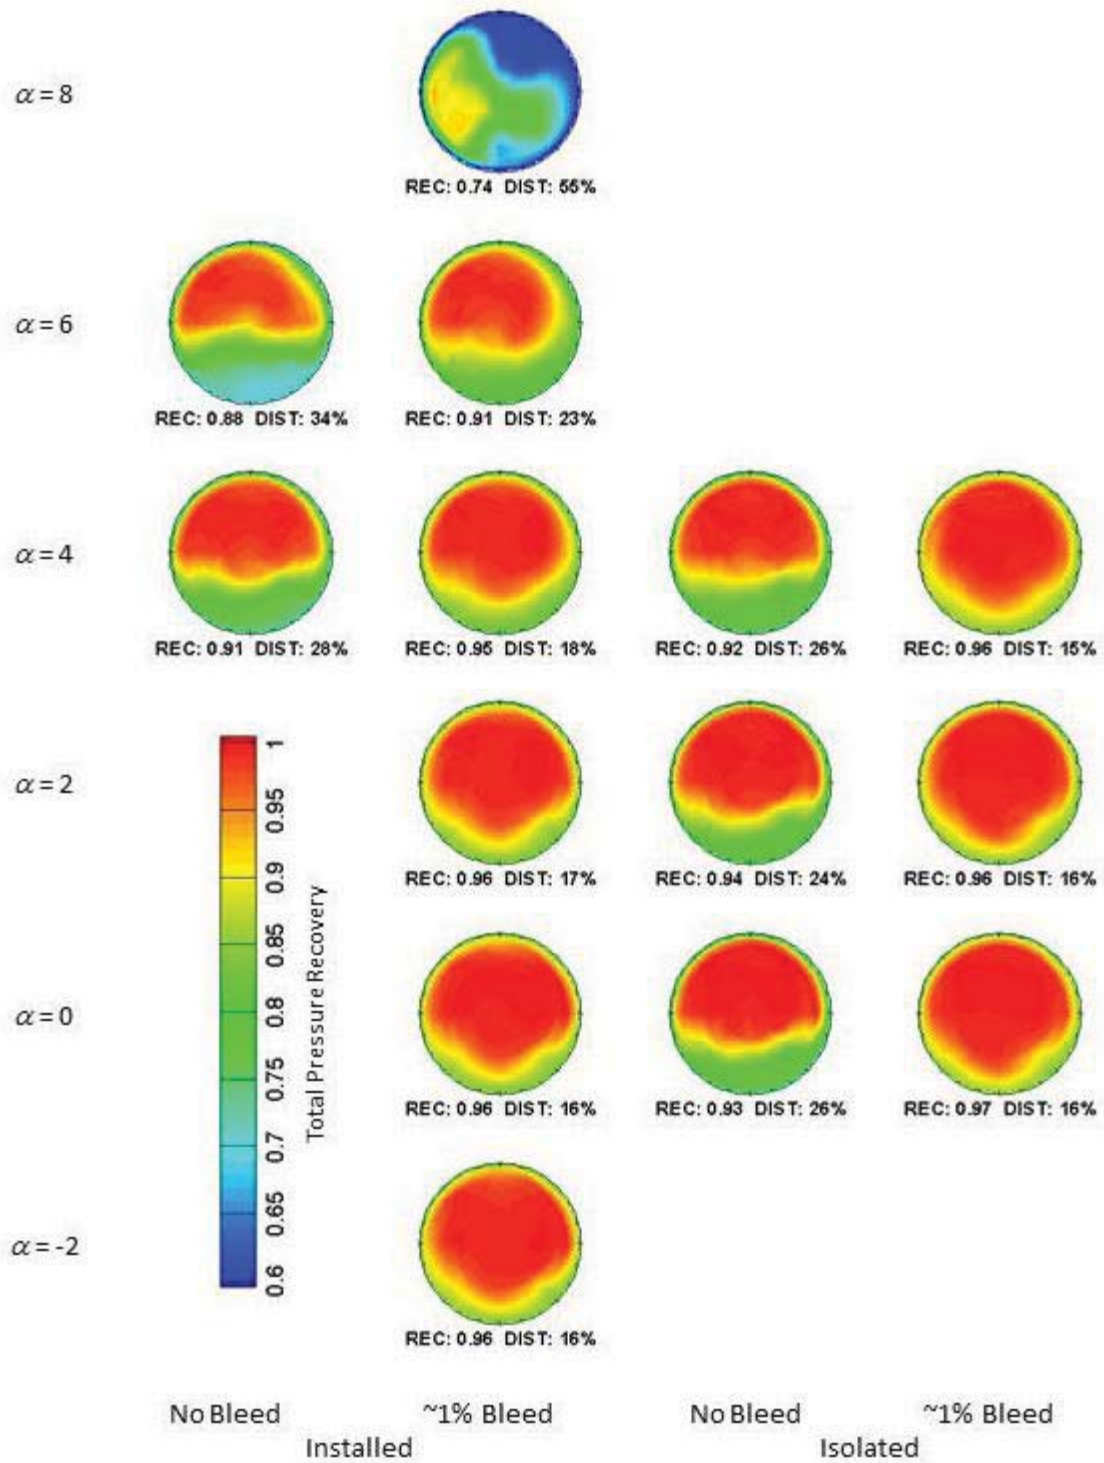 α = 8
REC: 0.74 DIST: 55%
α = 6
REC: 0.88 DIST: 34%
REC: 0.91 DIST: 23%
α = 4
REC: 0.91 DIST: 28%
REC: 0.95 DIST: 18%
REC: 0.92 DIST: 26%
REC: 0.96 DIST: 15%
α = 2
REC: 0.96 DIST: 17%
REC: 0.94 DIST: 24%
REC: 0.96 DIST: 16%
1
0.95
0.9
0.85
0.8
0.75
0.7
0.65
0.6
Total Pressure Recovery
α = 0
REC: 0.96 DIST: 16%
REC: 0.93 DIST: 26%
REC: 0.97 DIST: 16%
α = -2
REC: 0.96 DIST: 16%
No Bleed
~1% Bleed
No Bleed
~1% Bleed
Installed
Isolated